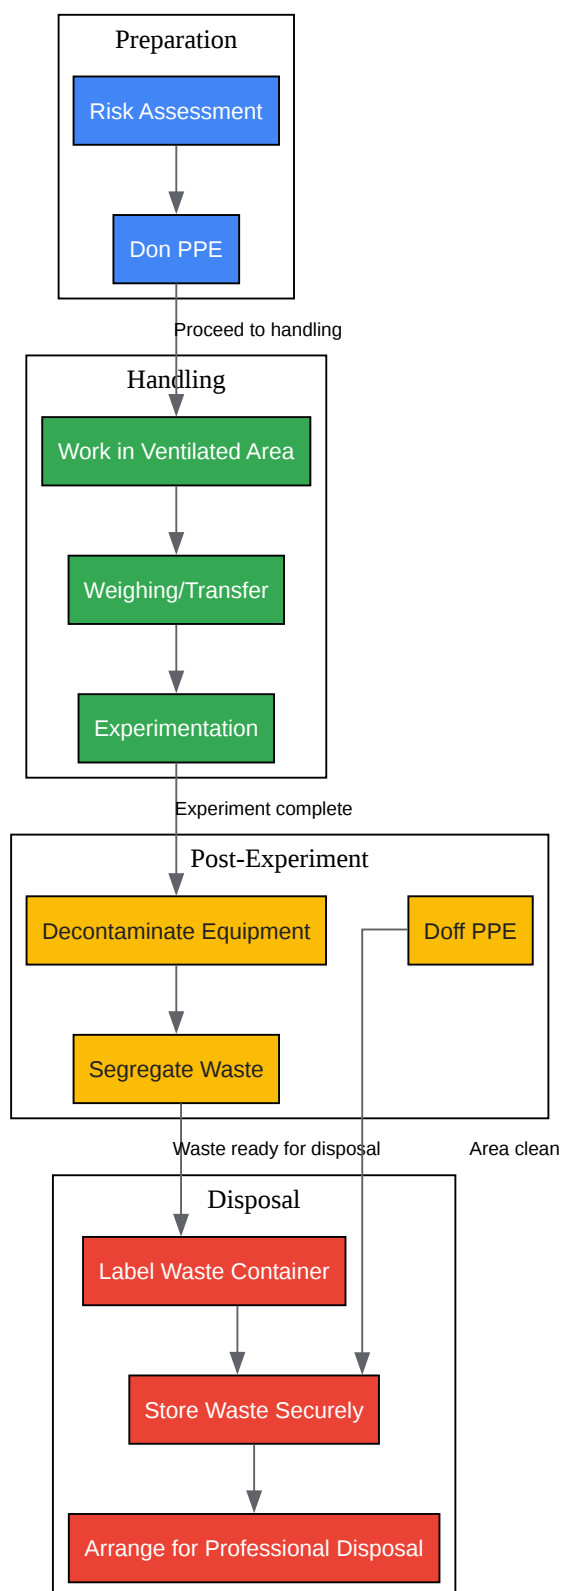 Preparation
Risk Assessment
Don PPE
Proceed to handling
Handling
Work in Ventilated Area
Weighing/Transfer
Experimentation
Experiment complete
Post-Experiment
Decontaminate Equipment
Doff PPE
Segregate Waste
Waste ready for disposal
Area clean
Disposal
Label Waste Container
Store Waste Securely
Arrange for Professional Disposal